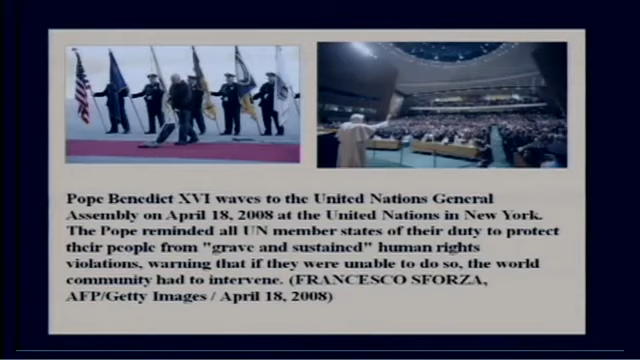 Pope Benedict XVI waves to the United Nations General
Assembly on April 18, 2008 at the United Nations in New York.
The Pope reminded all UN member states of their duty to protect
their people from "grave and sustained" human rights
violations, warning that if they were unable to do so, the world
community had to intervene. (FRANCESCO SFORZA,
AFP/Getty Images / April 18, 2008)